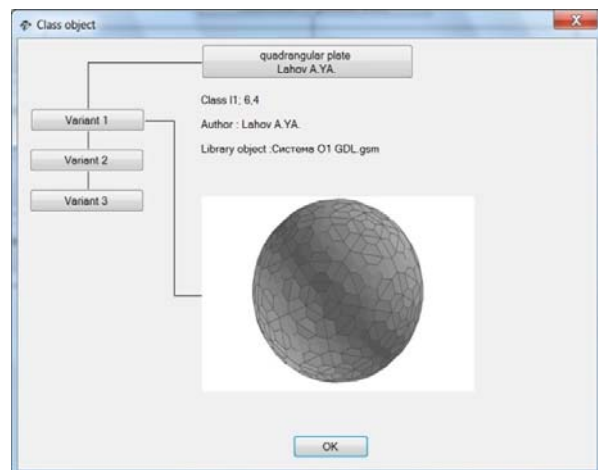 Class object
quadrangular plate
Lahov A.YA.
Class I1; 6,4
Variant 1
Author : Lahov A.YA.
Variant 2
Library object :Система O1 GDL.gsm
Variant 3
OK